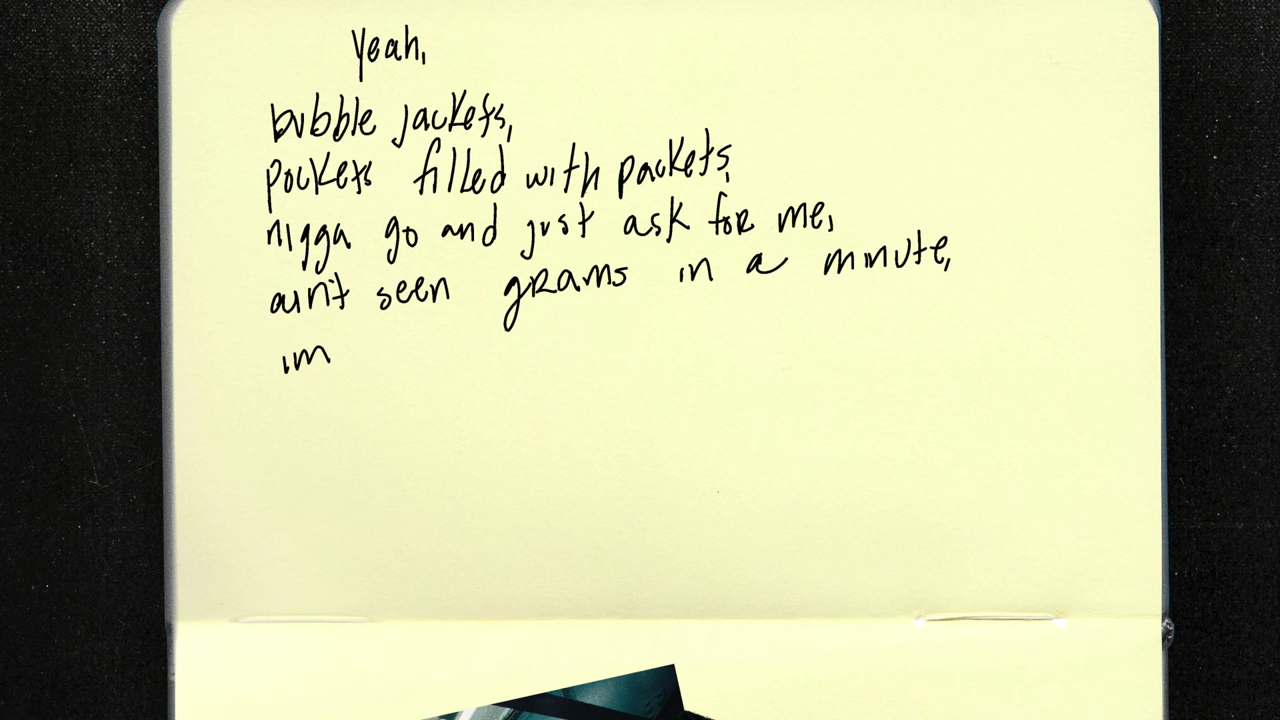 Yeah,
bubble jackets,
pockets filled with packets,
nigga go and just ask for me,
ain't seen grams in a minute,
im